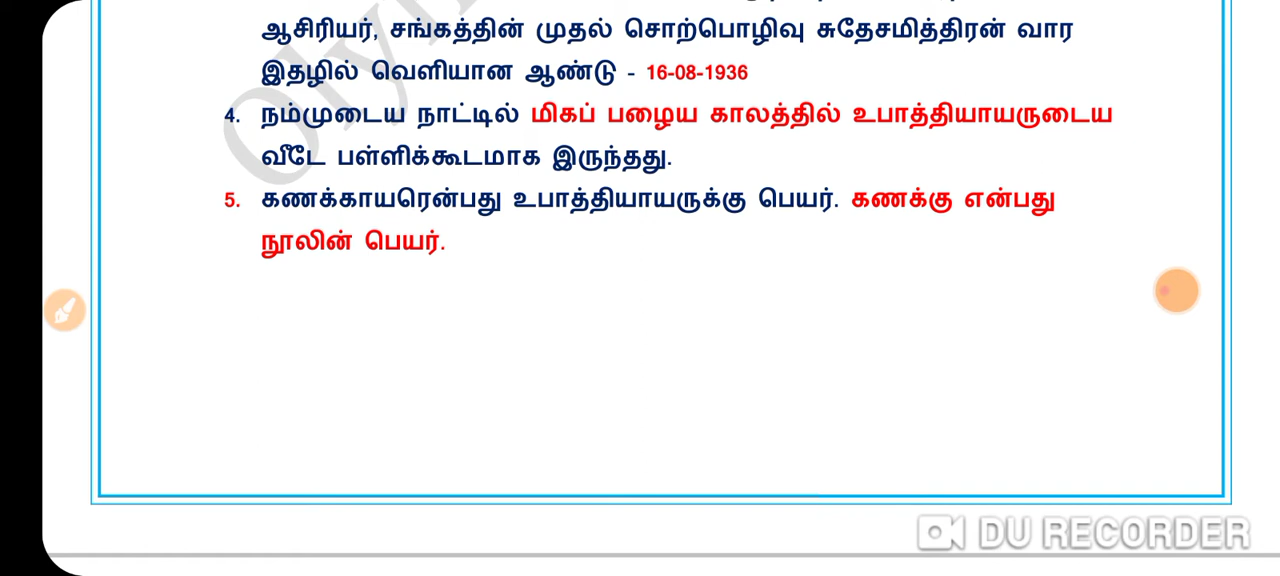 ஆசிரியர், சங்கத்தின் முதல் சொற்பொழிவு சுதேசமித்திரன் வார
இதழில் வெளியான ஆண்டு - 16-08-1936
4. நம்முடைய நாட்டில் மிகப் பழைய காலத்தில் உபாத்தியாயருடைய
வீடே பள்ளிக்கூடமாக இருந்தது.
5. கணக்காயரென்பது உபாத்தியாயருக்கு பெயர். கணக்கு என்பது
நூலின் பெயர்.
DU RECORDER